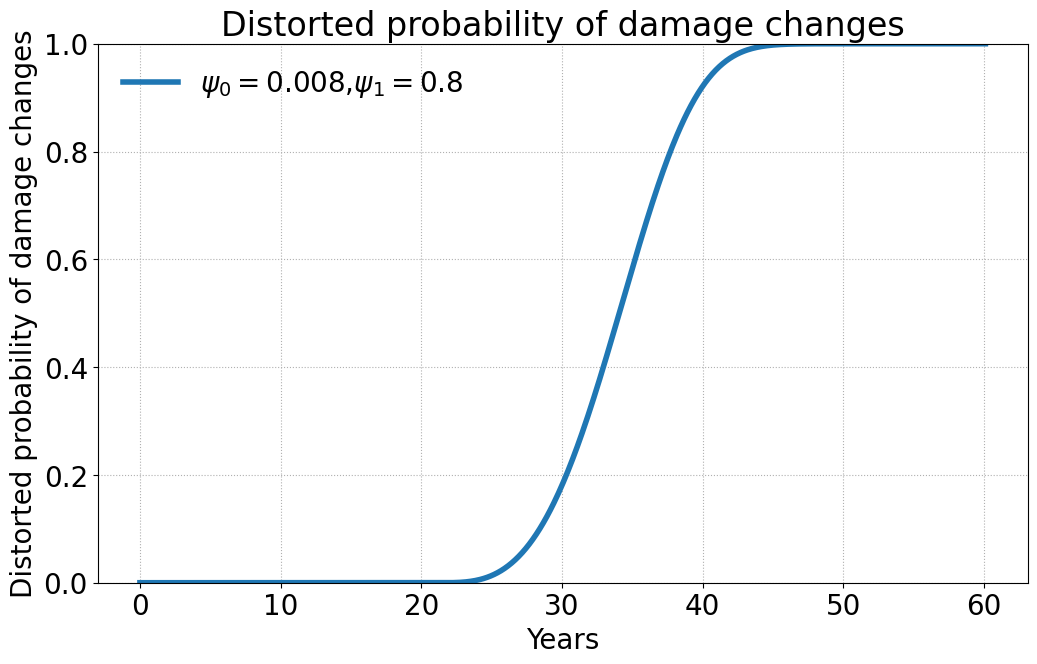 Distorted probability of damage changes
Distorted probability of damage changes
1.0
0.8
0.6
0.4
0.2
0.0
ψ₀ = 0.008,ψ₁ = 0.8
0 10 20 30 40 50 60
Years